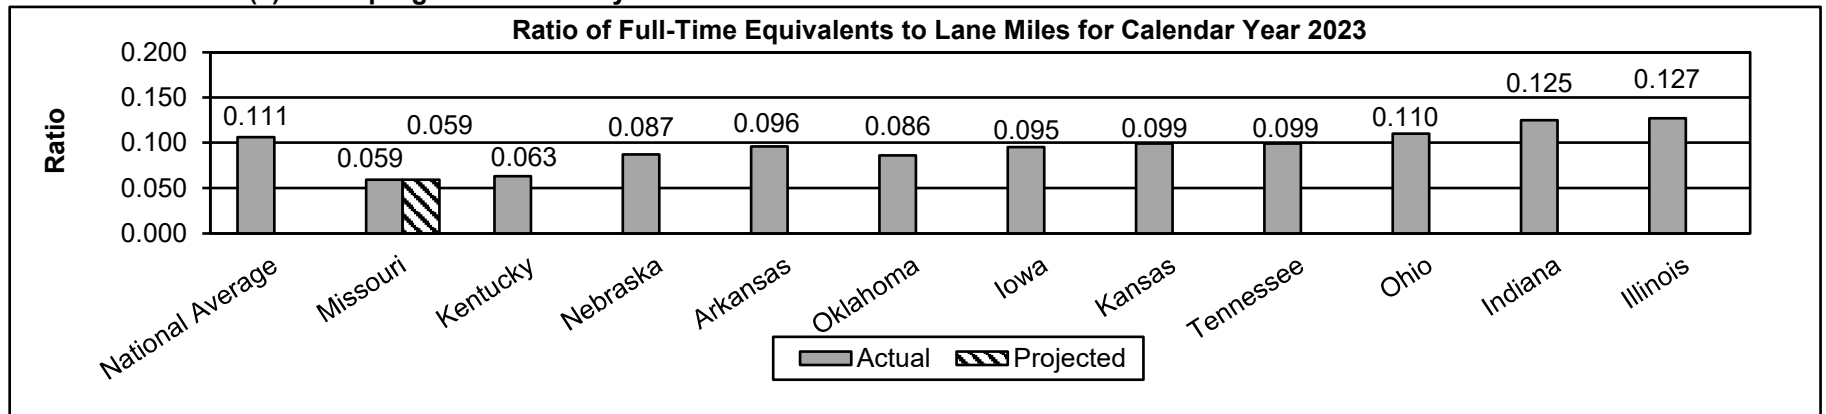 Ratio of Full-Time Equivalents to Lane Miles for Calendar Year 2023
Ratio
0.200
0.150
0.100
0.050
0.000
0.111
0.059
0.059
0.063
0.087
0.096
0.086
0.095
0.099
0.099
0.110
0.125
0.127
National Average
Missouri
Kentucky
Nebraska
Arkansas
Oklahoma
Iowa
Kansas
Tennessee
Ohio
Indiana
Illinois
Actual
Projected